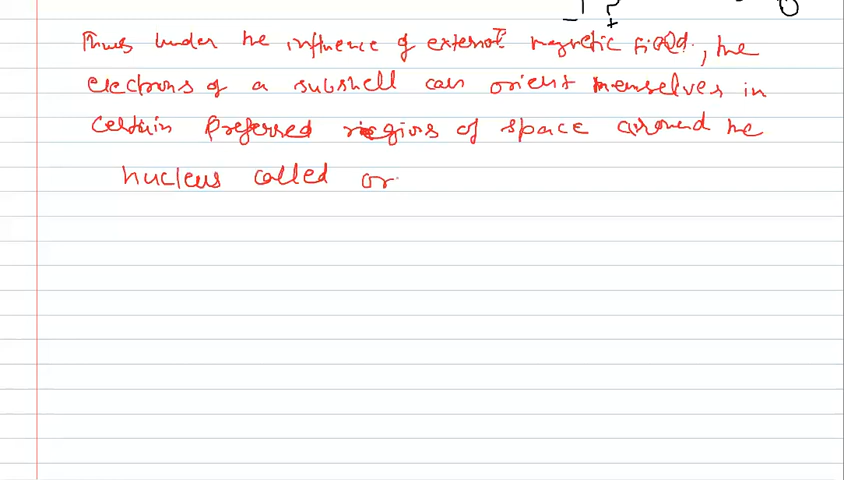 Thus under the influence of external magnetic field, the
electrons of a subshell can orient themselves in
certain preferred regions of space around the
nucleus called or